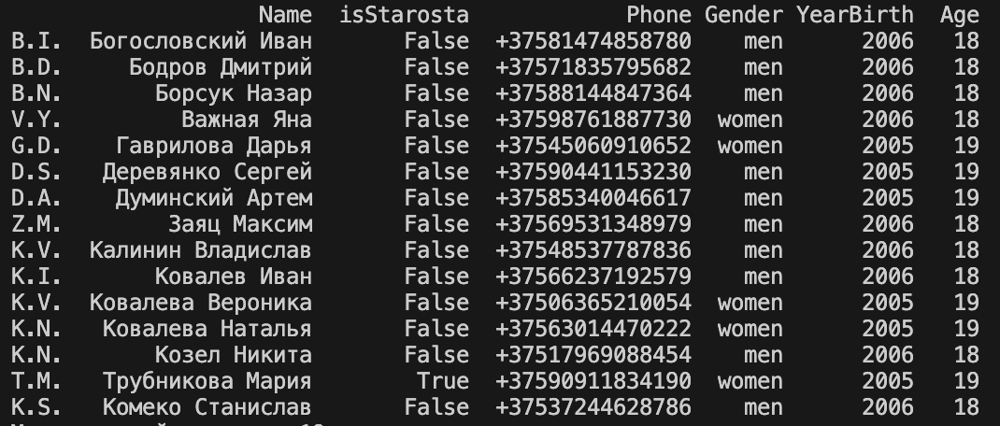 Name isStarosta Phone Gender YearBirth Age
B.I. Богословский Иван False +37581474858780 men 2006 18
B.D. Бодров Дмитрий False +37571835795682 men 2006 18
B.N. Борсук Назар False +37588144847364 men 2006 18
V.Y. Важная Яна False +37598761887730 women 2006 18
G.D. Гаврилова Дарья False +37545060910652 women 2005 19
D.S. Деревянко Сергей False +37590441153230 men 2005 19
D.A. Думинский Артем False +37585340046617 men 2005 19
Z.M. Заяц Максим False +37569531348979 men 2006 18
K.V. Калинин Владислав False +37548537787836 men 2006 18
K.I. Ковалев Иван False +37566237192579 men 2006 18
K.V. Ковалева Вероника False +37506365210054 women 2005 19
K.N. Ковалева Наталья False +37563014470222 women 2005 19
K.N. Козел Никита False +37517969088454 men 2006 18
T.M. Трубникова Мария True +37590911834190 women 2005 19
K.S. Комеко Станислав False +37537244628786 men 2006 18